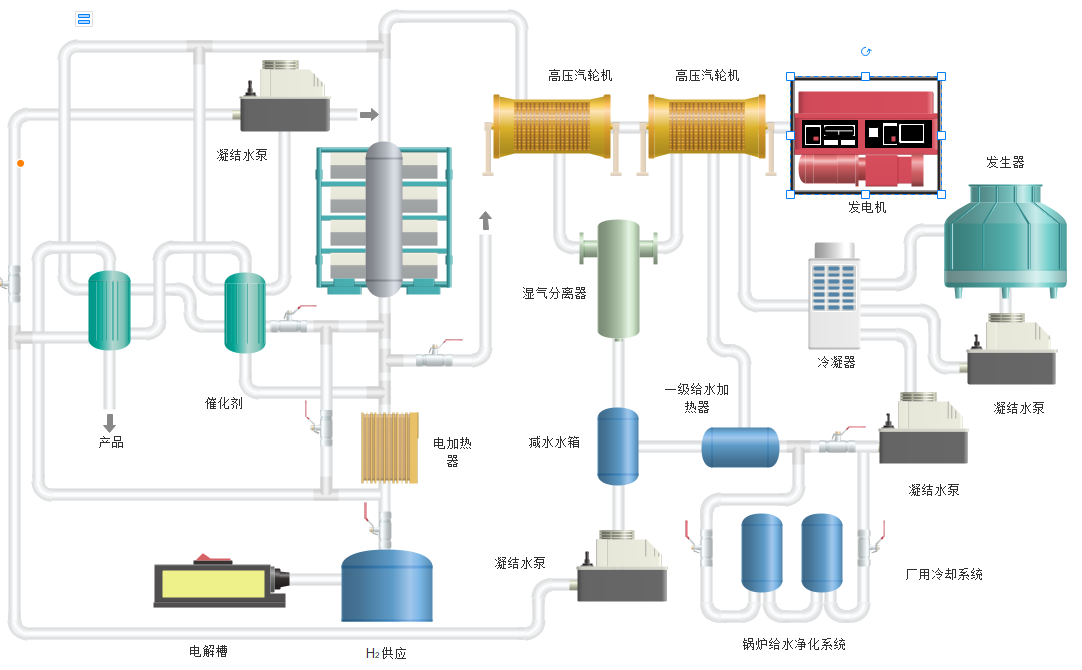 高压汽轮机
高压汽轮机
凝结水泵
发生器
发电机
产品
催化剂
湿气分离器
冷凝器
一级给水加
热器
凝结水泵
电加热
器
减水水箱
凝结水泵
凝结水泵
厂用冷却系统
电解槽
H₂供应
锅炉给水净化系统